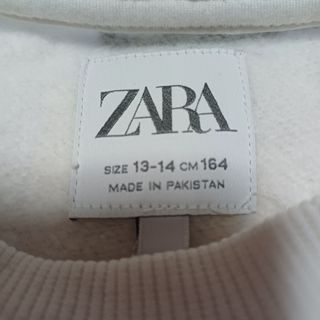 ZARA
SIZE 13-14 CM 164
MADE IN PAKISTAN